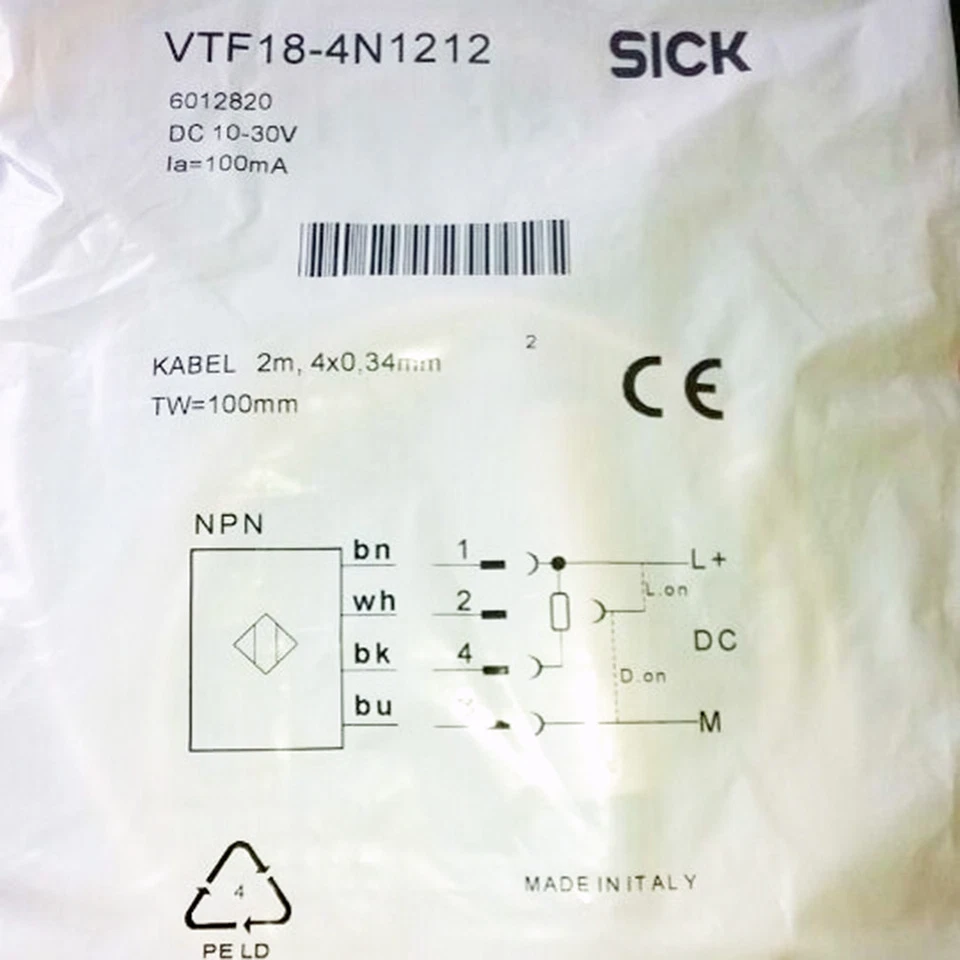 VTF18-4N1212
SICK
6012820
DC 10-30V
Ia=100mA
2
KABEL 2m, 4x0,34mm
CE
TW=100mm
NPN
bn 1 L+
L.on
wh 2
DC
bk 4
D.on
bu M
4
PE LD
MADE IN ITALY